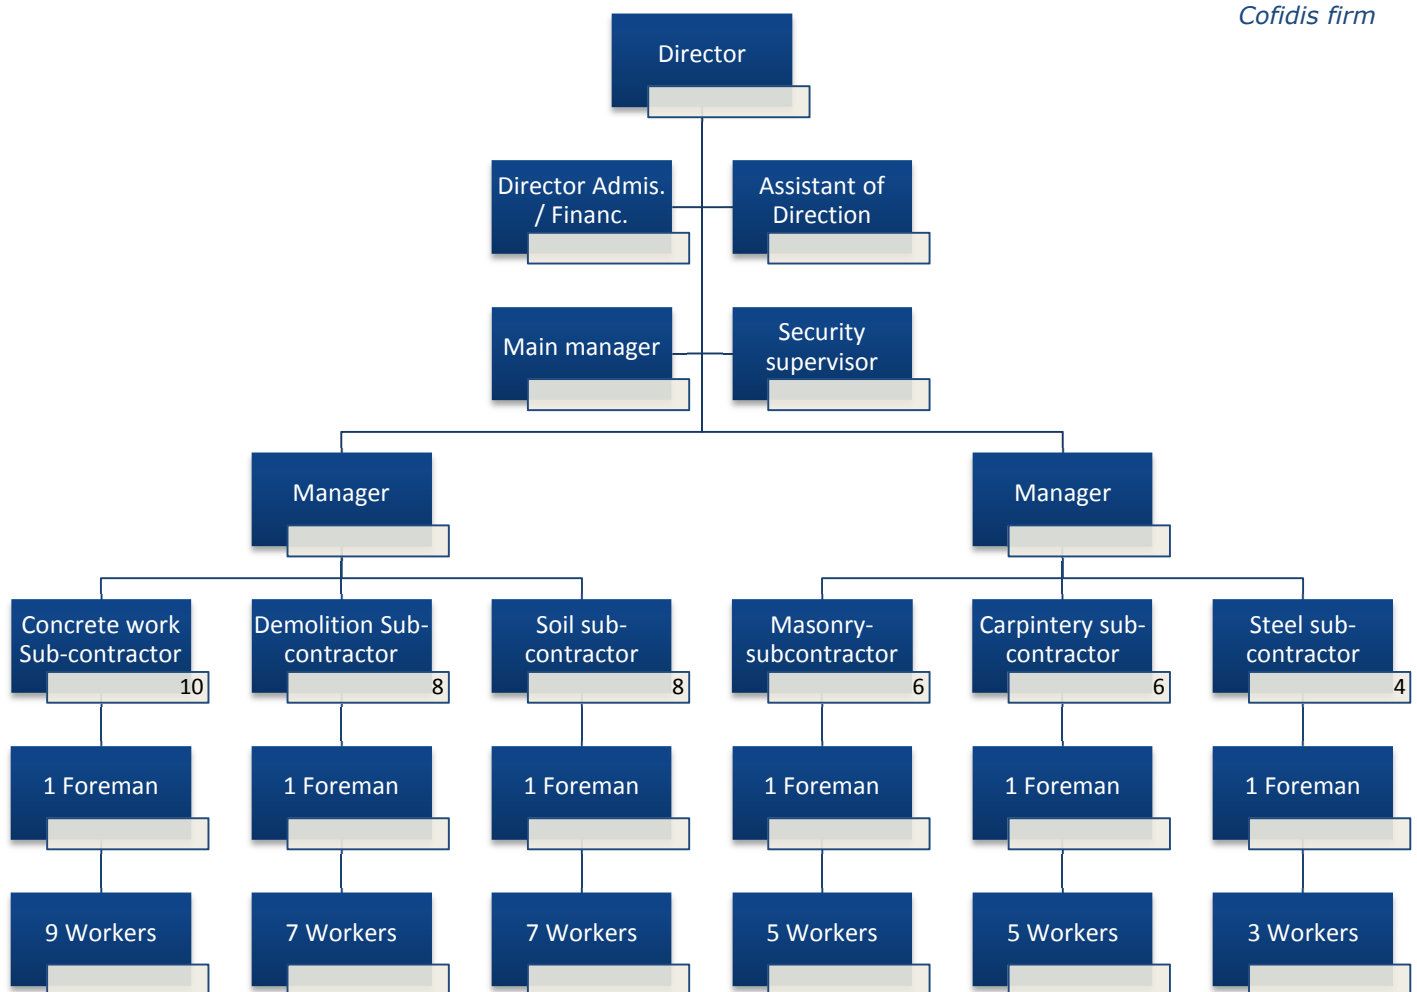 Cofidis firm
Director
Director Admis.
/ Financ.
Assistant of
Direction
Main manager
Security
supervisor
Manager
Manager
Concrete work
Sub-contractor
10
Demolition Sub-
contractor
8
Soil sub-
contractor
8
Masonry-
subcontractor
6
Carpintery sub-
contractor
6
Steel sub-
contractor
4
1 Foreman
1 Foreman
1 Foreman
1 Foreman
1 Foreman
1 Foreman
9 Workers
7 Workers
7 Workers
5 Workers
5 Workers
3 Workers